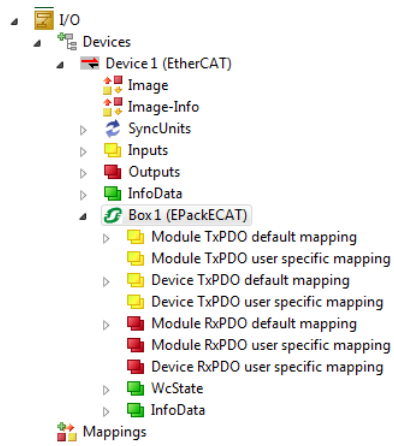 I/O
Devices
Device 1 (EtherCAT)
Image
Image-Info
SyncUnits
Inputs
Outputs
InfoData
Box 1 (EPackECAT)
Module TxPDO default mapping
Module TxPDO user specific mapping
Device TxPDO default mapping
Device TxPDO user specific mapping
Module RxPDO default mapping
Module RxPDO user specific mapping
Device RxPDO user specific mapping
WcState
InfoData
Mappings